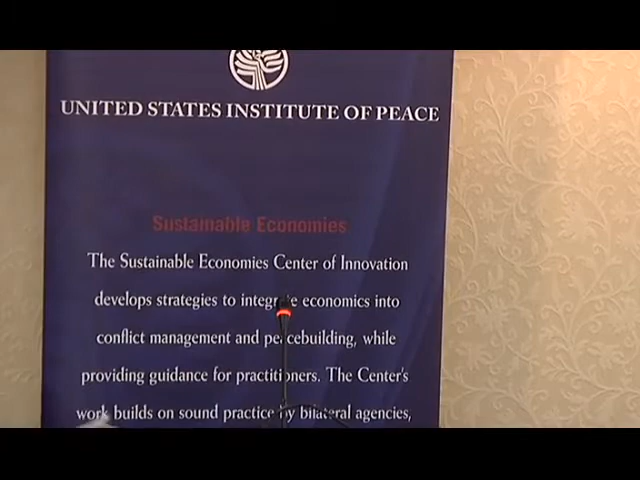 UNITED STATES INSTITUTE OF PEACE
Sustainable Economies
The Sustainable Economies Center of Innovation
develops strategies to integrate economics into
conflict management and peacebuilding, while
providing guidance for practitioners. The Center's
work builds on sound practice by bilateral agencies,